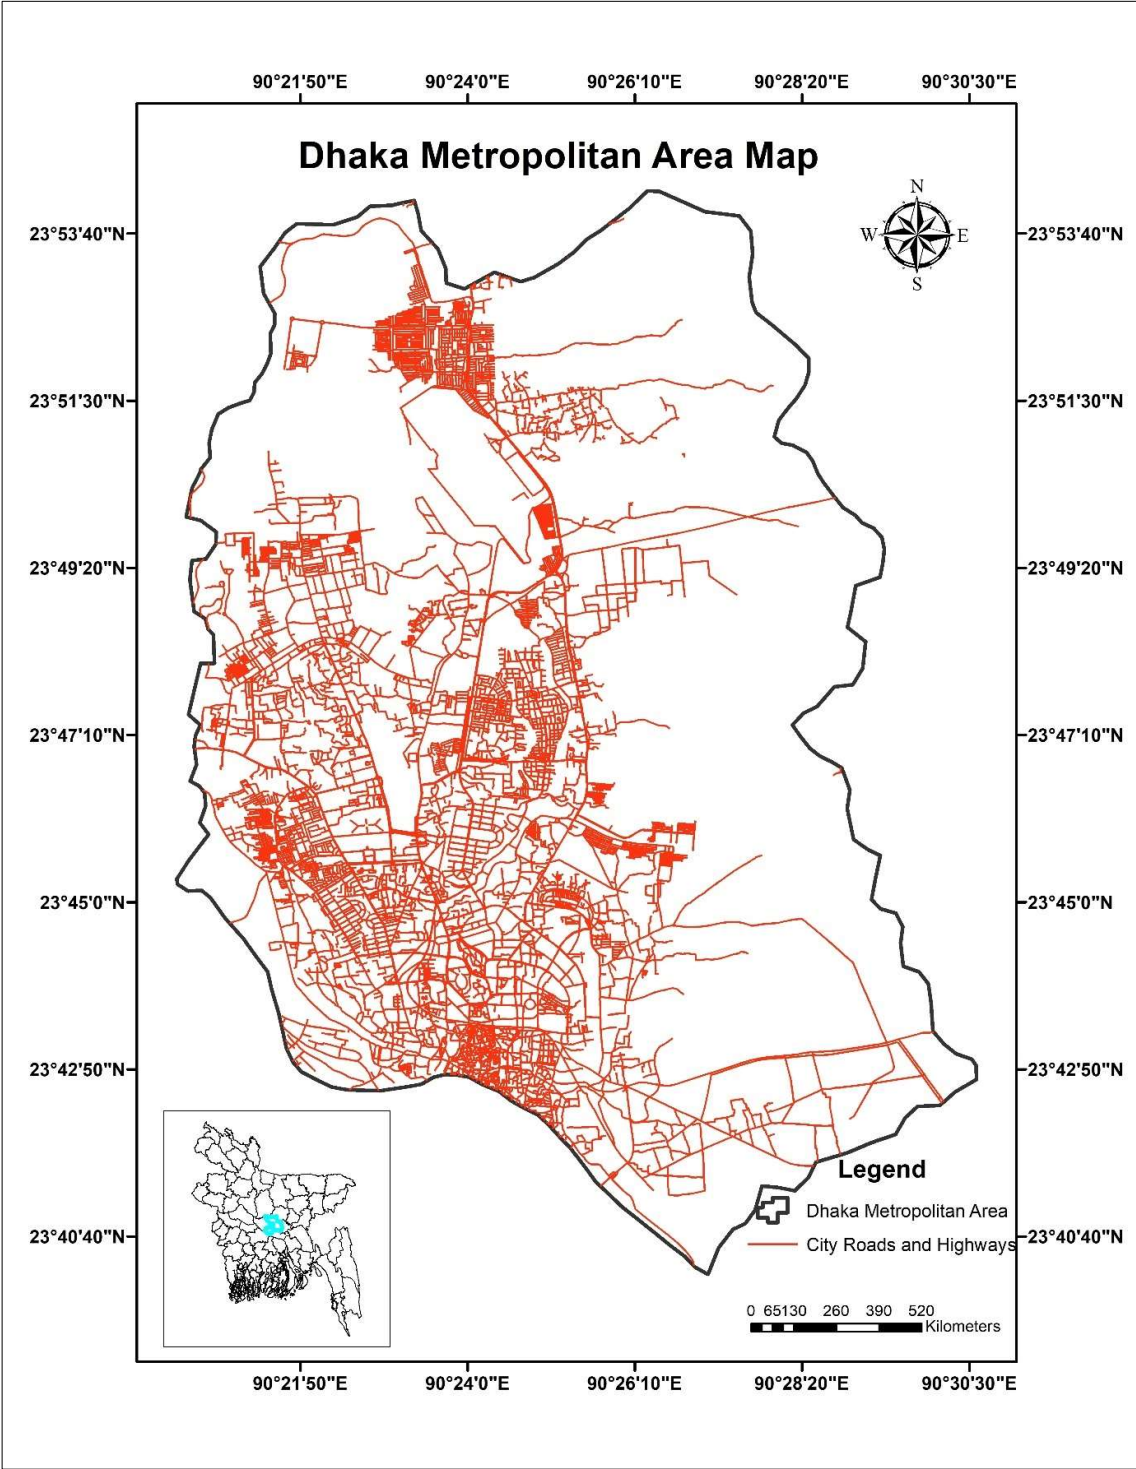 90°21'50"E 90°24'0"E 90°26'10"E 90°28'20"E 90°30'30"E
Dhaka Metropolitan Area Map
N
W E
S
23°53'40"N 23°53'40"N
23°51'30"N 23°51'30"N
23°49'20"N 23°49'20"N
23°47'10"N 23°47'10"N
23°45'0"N 23°45'0"N
23°42'50"N 23°42'50"N
23°40'40"N 23°40'40"N
Legend
Dhaka Metropolitan Area
City Roads and Highways
0 65130 260 390 520
Kilometers
90°21'50"E 90°24'0"E 90°26'10"E 90°28'20"E 90°30'30"E